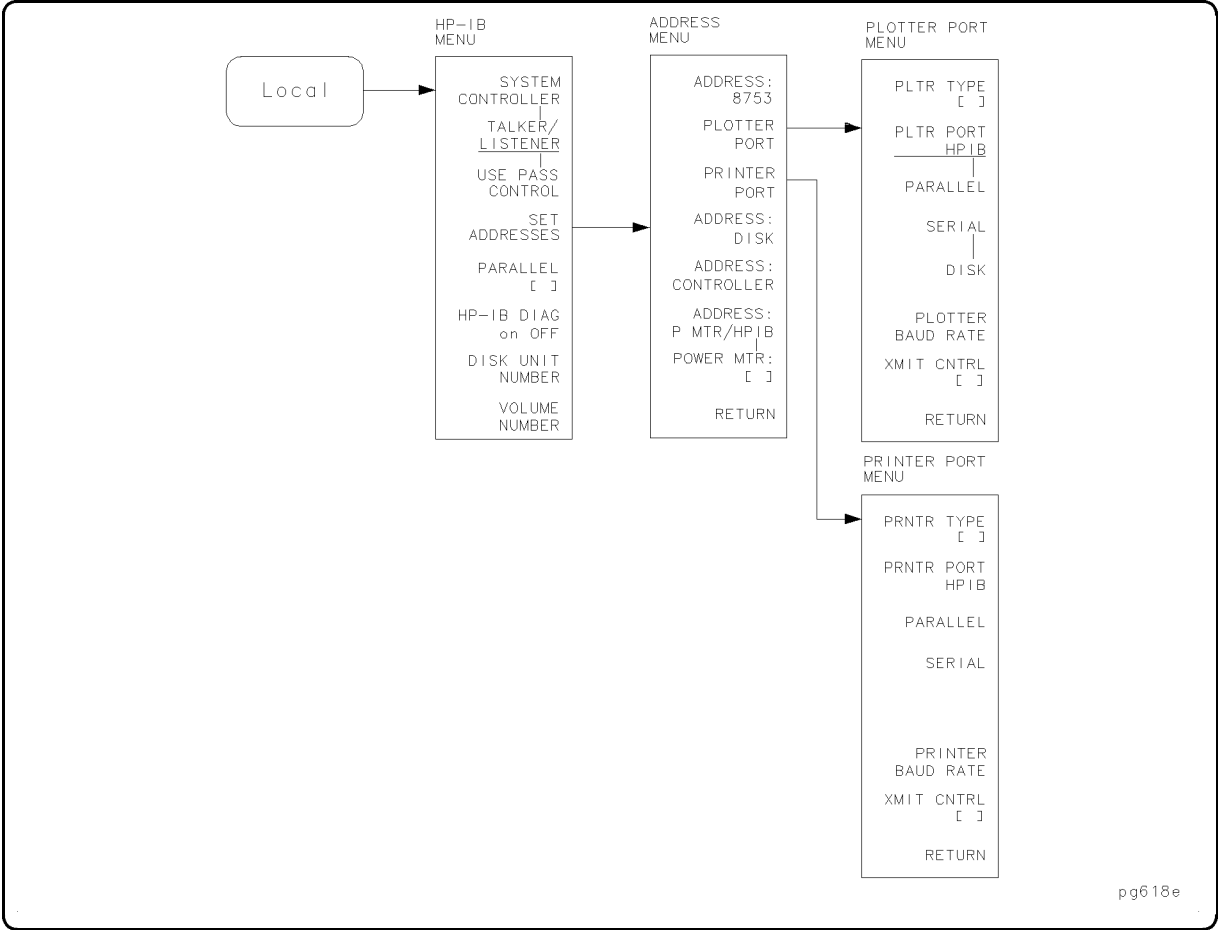 Local
HP-IB
MENU
SYSTEM
CONTROLLER
TALKER/
LISTENER
USE PASS
CONTROL
SET
ADDRESSES
PARALLEL
[ ]
HP-IB DIAG
on OFF
DISK UNIT
NUMBER
VOLUME
NUMBER
ADDRESS
MENU
ADDRESS:
8753
PLOTTER
PORT
PRINTER
PORT
ADDRESS:
DISK
ADDRESS:
CONTROLLER
ADDRESS:
P MTR/HPIB
POWER MTR:
[ ]
RETURN
PLOTTER PORT
MENU
PLTR TYPE
[ ]
PLTR PORT
HPIB
PARALLEL
SERIAL
DISK
PLOTTER
BAUD RATE
XMIT CNTRL
[ ]
RETURN
PRINTER PORT
MENU
PRNTR TYPE
[ ]
PRNTR PORT
HPIB
PARALLEL
SERIAL
PRINTER
BAUD RATE
XMIT CNTRL
[ ]
RETURN
pg618e